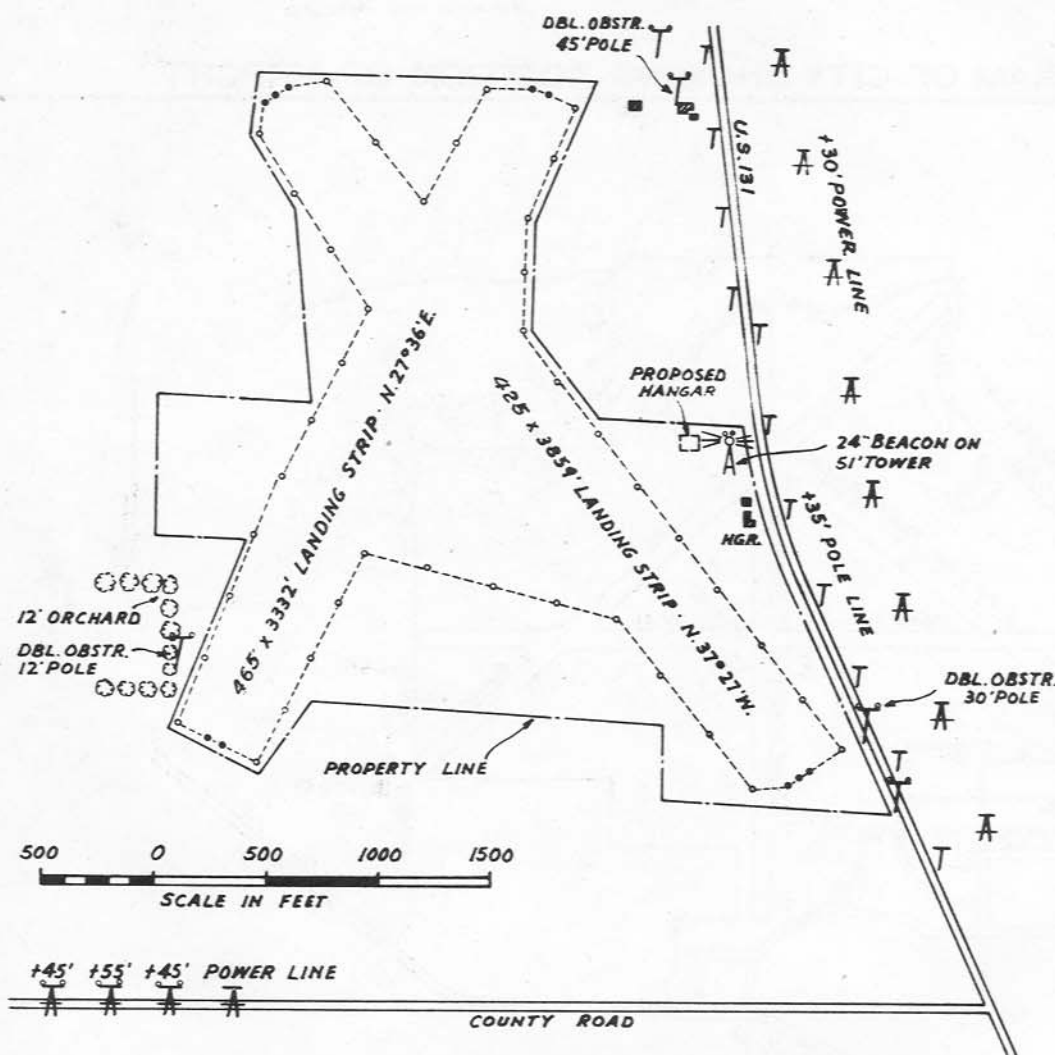 DBL. OBSTR.
45' POLE
U.S. 131
+30' POWER LINE
465' x 3332' LANDING STRIP N. 27°36'E.
425 x 3859' LANDING STRIP N. 37°27'W.
PROPOSED
HANGAR
24" BEACON ON
51' TOWER
HGR.
+35' POLE LINE
12' ORCHARD
DBL. OBSTR.
12' POLE
DBL. OBSTR.
30' POLE
PROPERTY LINE
500 0 500 1000 1500
SCALE IN FEET
+45' +55' +45' POWER LINE
COUNTY ROAD